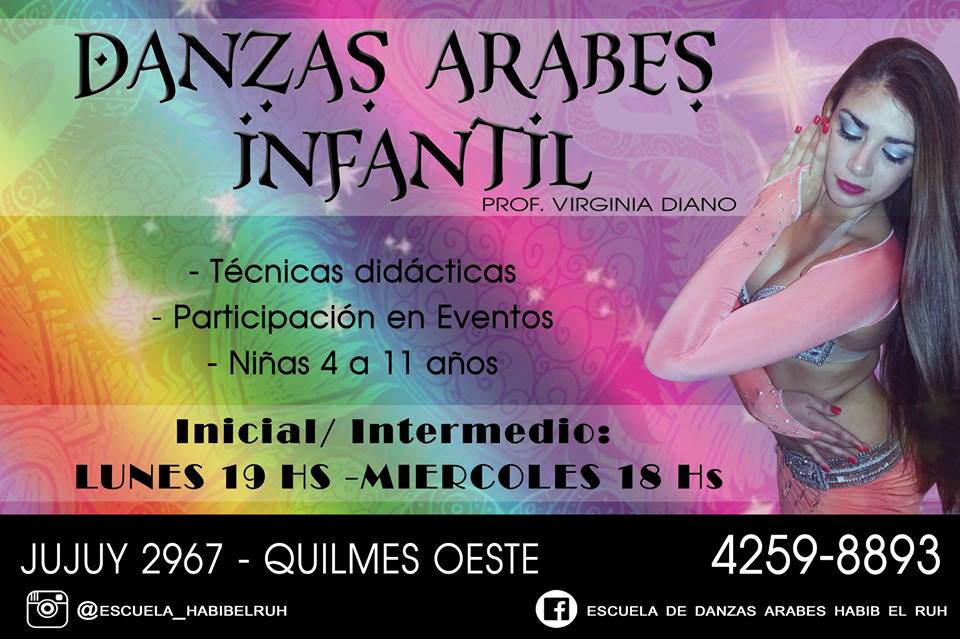 DANZAS ARABES
INFANTIL
PROF. VIRGINIA DIANO
- Técnicas didácticas
- Participación en Eventos
- Niñas 4 a 11 años
Inicial/ Intermedio:
LUNES 19 HS -MIERCOLES 18 Hs
JUJUY 2967 - QUILMES OESTE
4259-8893
@ESCUELA_HABIBELRUH
ESCUELA DE DANZAS ARABES HABIB EL RUH